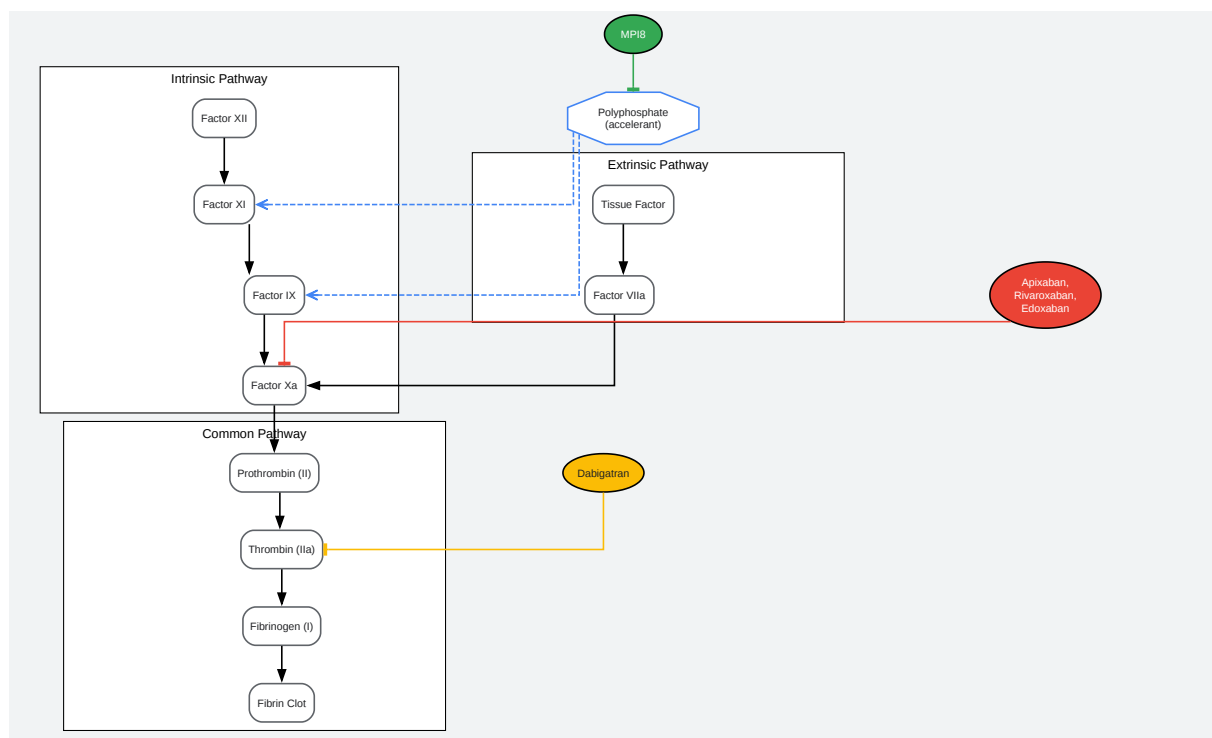 MPI8
Intrinsic Pathway
Factor XII
Polyphosphate
(accelerant)
Extrinsic Pathway
Factor XI
Tissue Factor
Factor IX
Factor VIIa
Apixaban,
Rivaroxaban,
Edoxaban
Factor Xa
Common Pathway
Prothrombin (II)
Dabigatran
Thrombin (IIa)
Fibrinogen (I)
Fibrin Clot